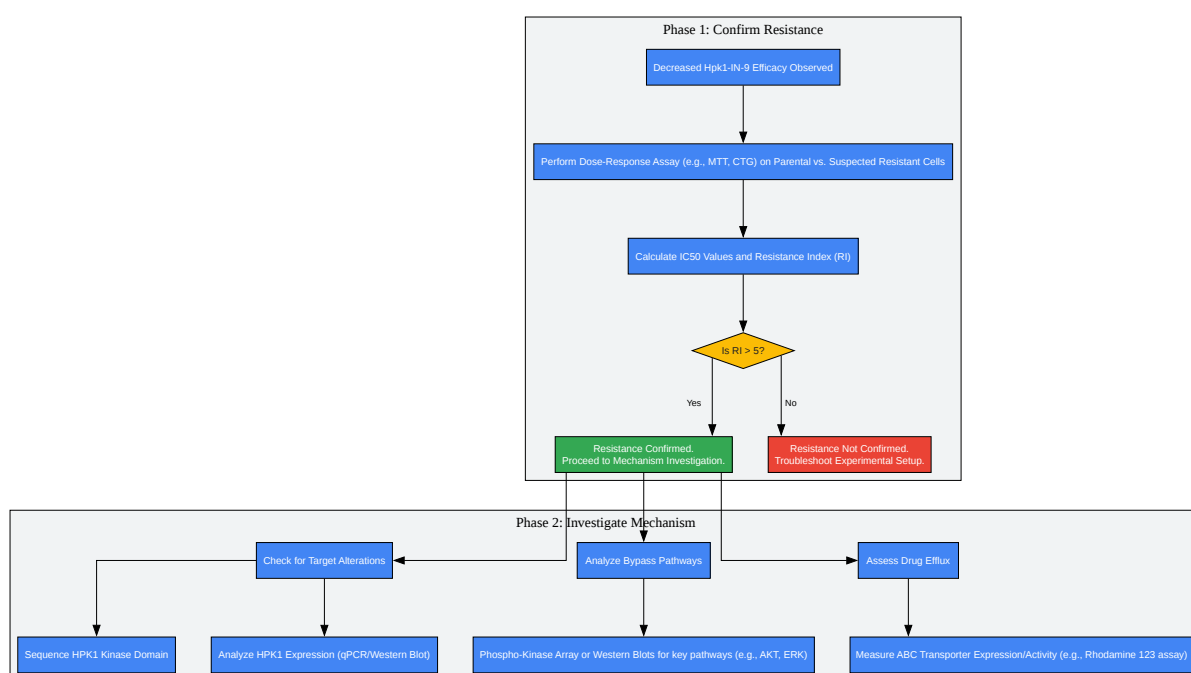 Phase 1: Confirm Resistance
Decreased Hpk1-IN-9 Efficacy Observed
Perform Dose-Response Assay (e.g., MTT, CTG) on Parental vs. Suspected Resistant Cells
Calculate IC50 Values and Resistance Index (RI)
Is RI > 5?
Yes
No
Resistance Confirmed.
Proceed to Mechanism Investigation.
Resistance Not Confirmed.
Troubleshoot Experimental Setup.
Phase 2: Investigate Mechanism
Check for Target Alterations
Analyze Bypass Pathways
Assess Drug Efflux
Sequence HPK1 Kinase Domain
Analyze HPK1 Expression (qPCR/Western Blot)
Phospho-Kinase Array or Western Blots for key pathways (e.g., AKT, ERK)
Measure ABC Transporter Expression/Activity (e.g., Rhodamine 123 assay)